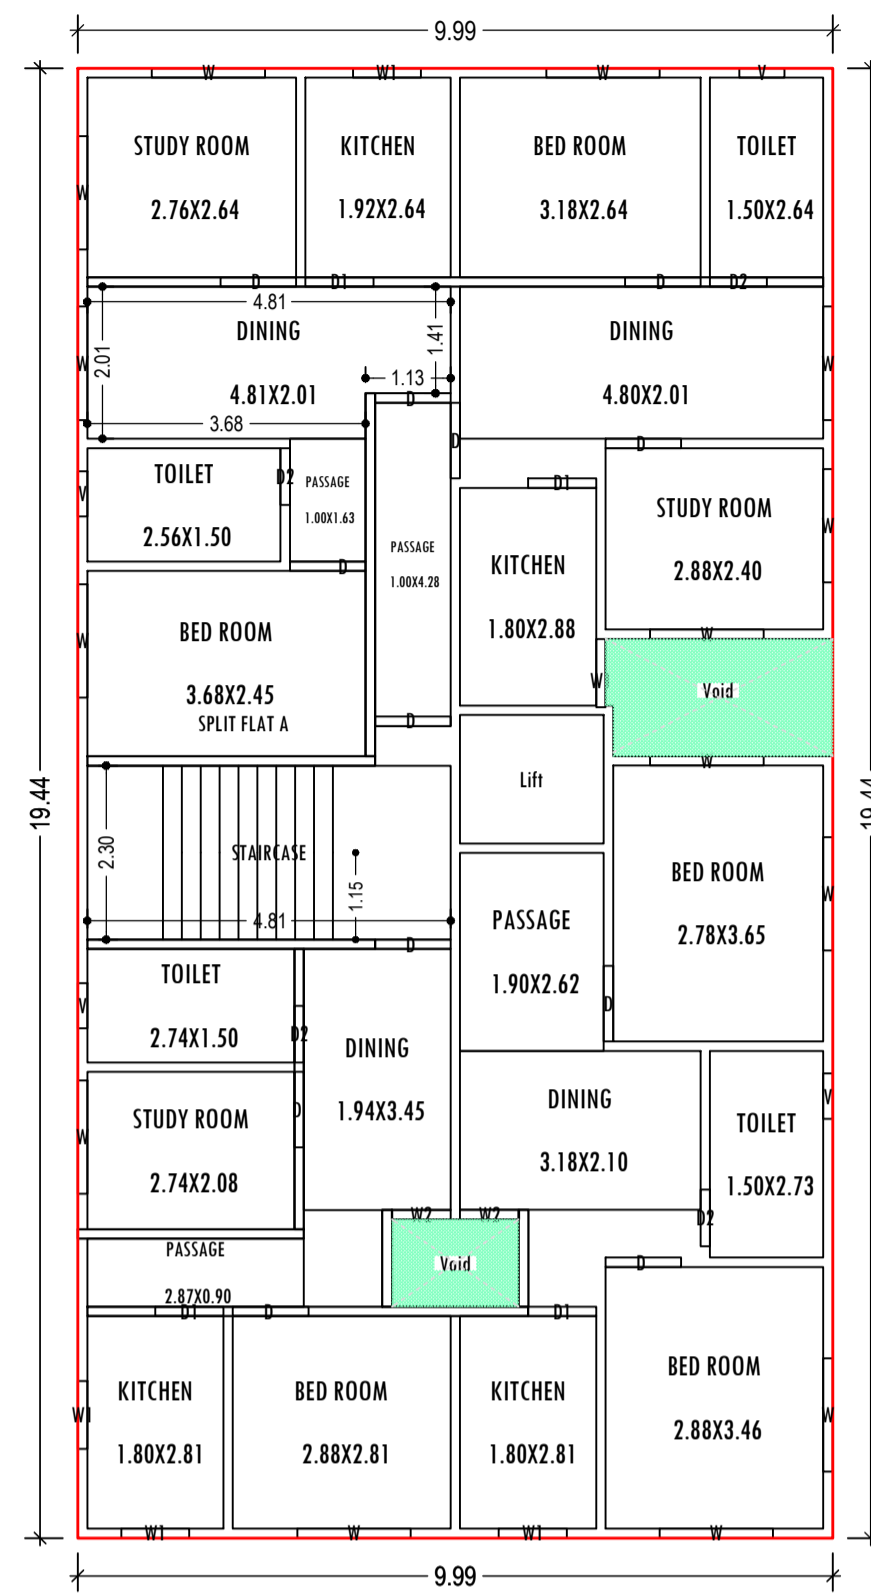 9.99
W
W1
W
V
STUDY ROOM
KITCHEN
BED ROOM
TOILET
2.76X2.64
1.92X2.64
3.18X2.64
1.50X2.64
W
D
D1
D
D2
4.81
DINING
DINING
2.01
1.41
W
W
1.13
4.81X2.01
4.80X2.01
D
3.68
D
D
TOILET
D2
PASSAGE
D1
V
STUDY ROOM
1.00X1.63
W
2.56X1.50
PASSAGE
KITCHEN
D
2.88X2.40
1.00X4.28
BED ROOM
1.80X2.88
W
W
3.68X2.45
W
Void
SPLIT FLAT A
D
W
Lift
19.44
19.44
2.30
STAIRCASE
BED ROOM
1.15
W
4.81
PASSAGE
2.78X3.65
D
TOILET
1.90X2.62
V
D
2.74X1.50
D2
DINING
DINING
V
STUDY ROOM
D
1.94X3.45
TOILET
W
3.18X2.10
2.74X2.08
1.50X2.73
W2
W2
D2
PASSAGE
Void
D
2.87X0.90
D1
D
D1
BED ROOM
KITCHEN
BED ROOM
KITCHEN
W1
W
2.88X3.46
1.80X2.81
2.88X2.81
1.80X2.81
W1
W
W1
W
9.99